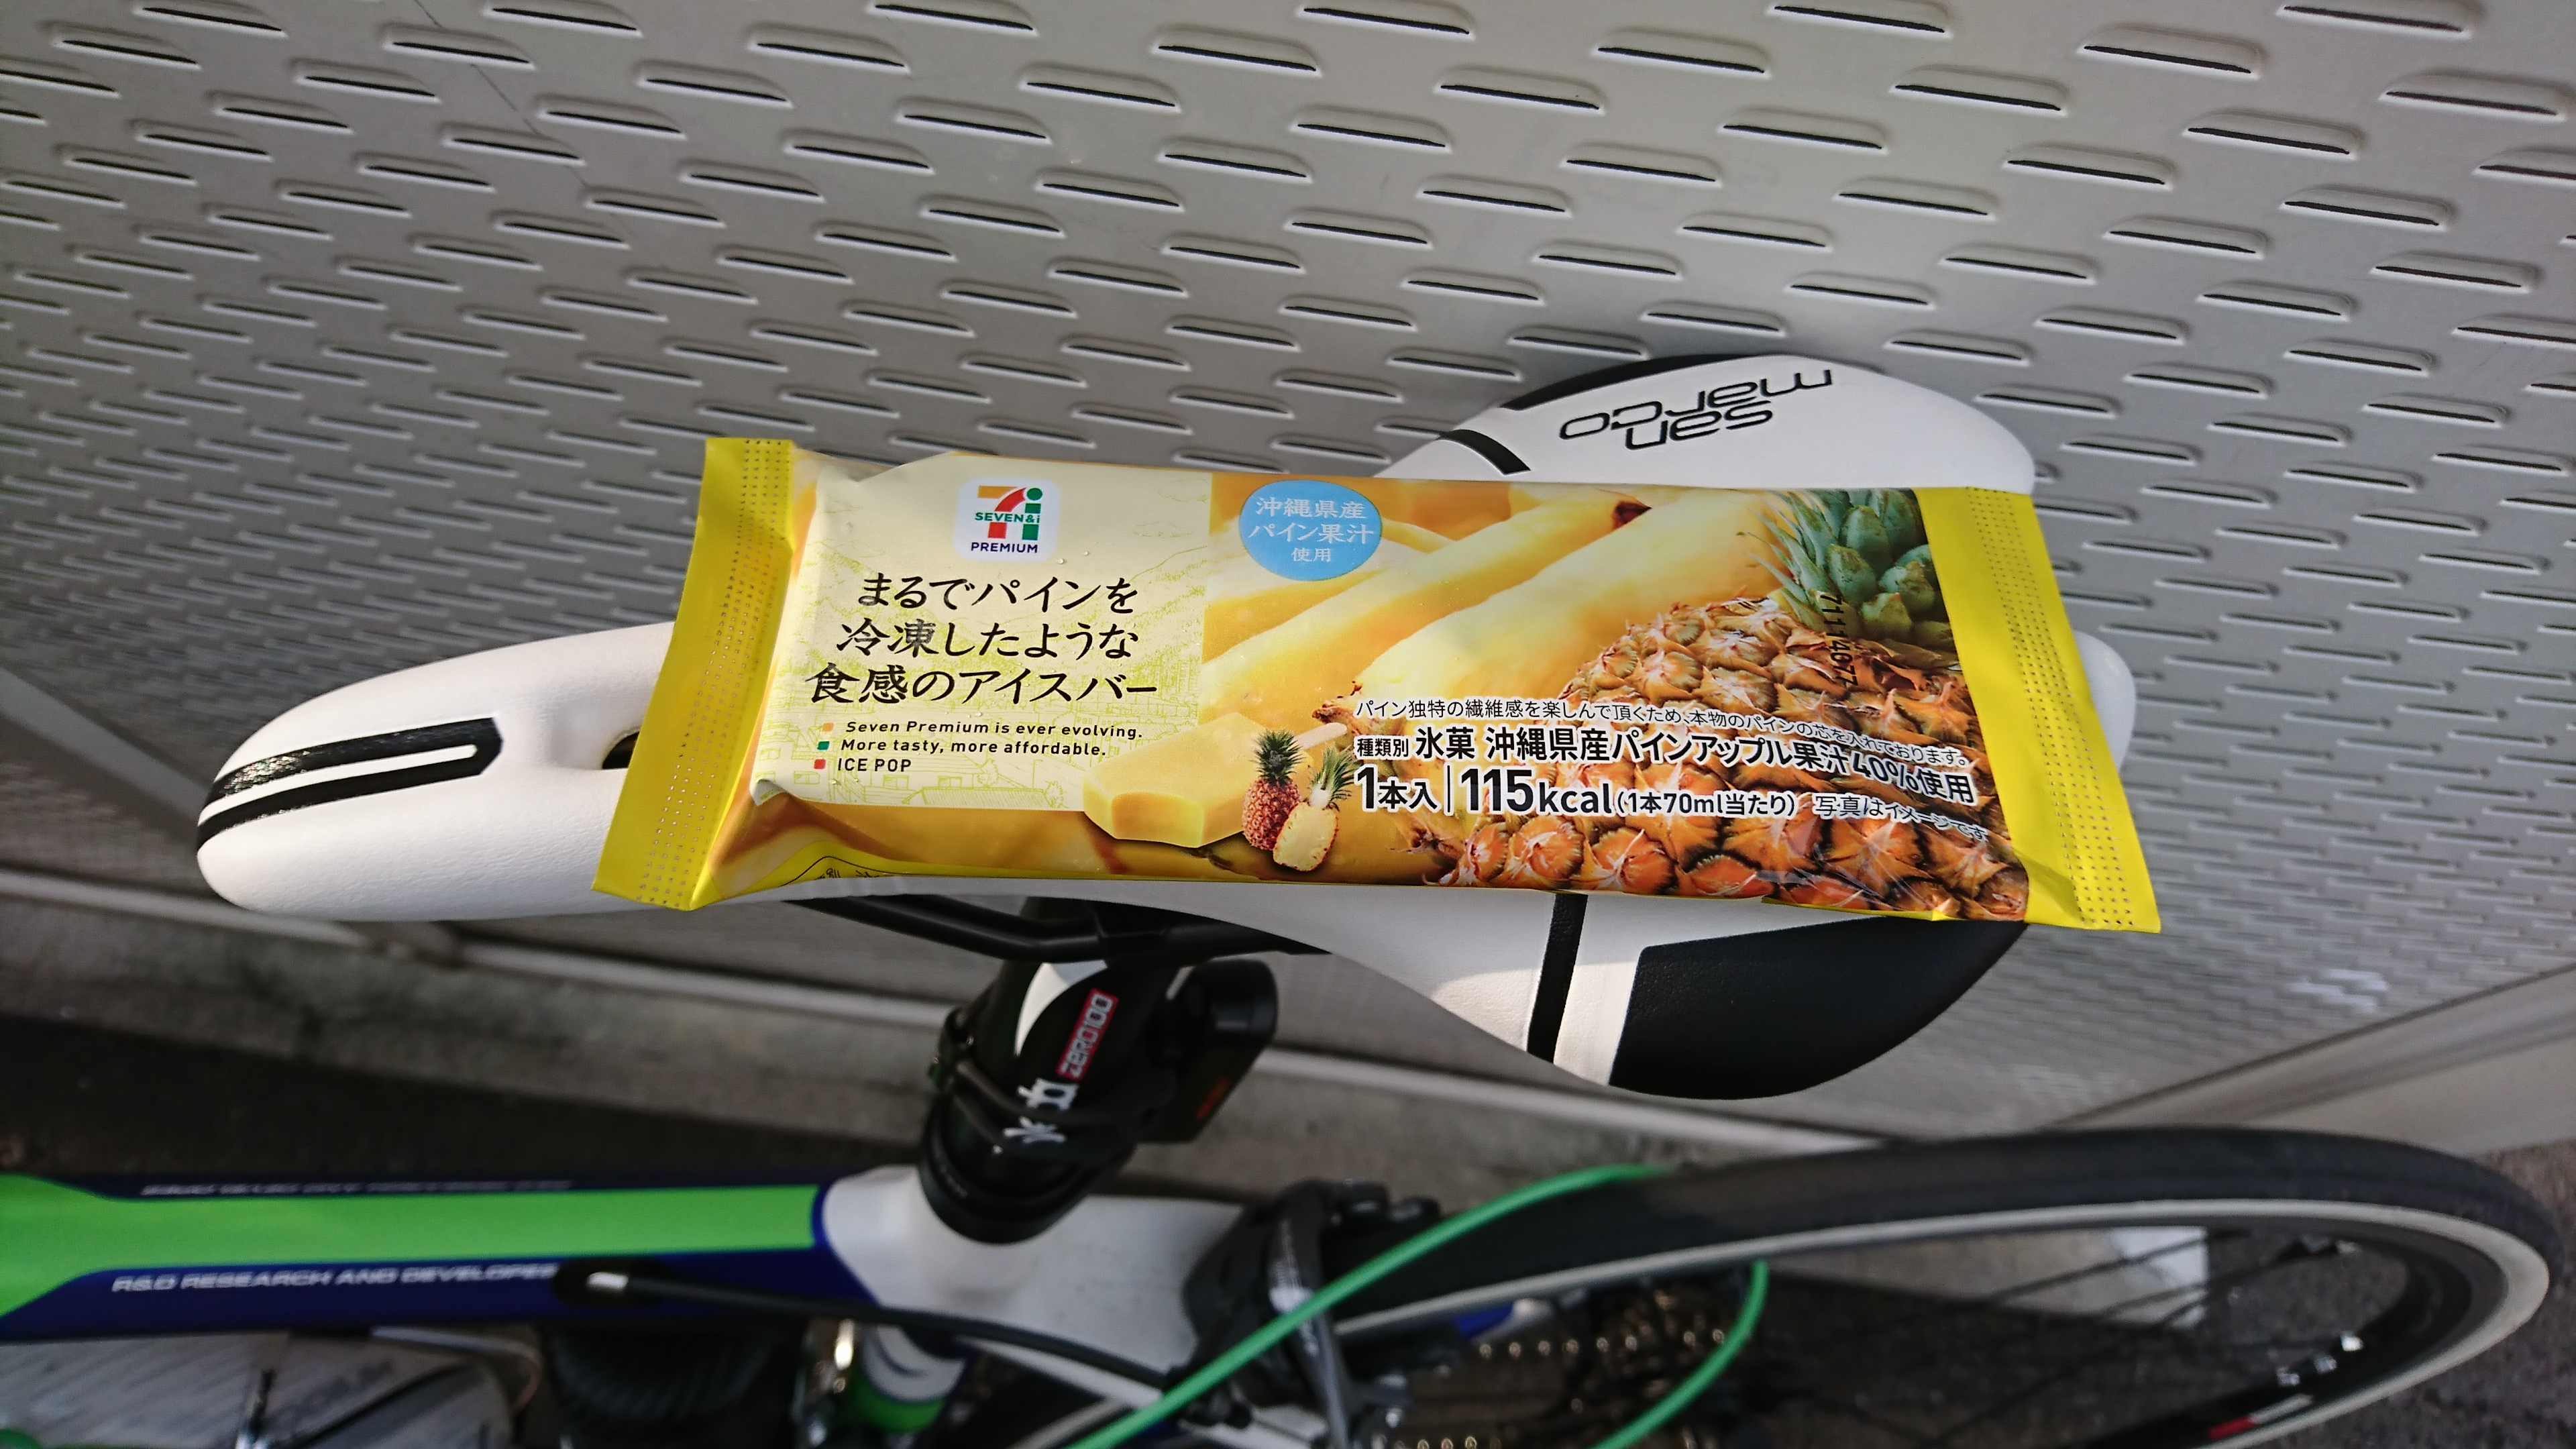 san
marco
SEVEN&i
PREMIUM
まるでパインを
冷凍したような
食感のアイスバー
Seven Premium is ever evolving.
More tasty, more affordable.
ICE POP
沖縄県産
パイン果汁
使用
パイン独特の繊維感を楽しんで頂くため、本物のパインの芯を入れております。
種類別 氷菓 沖縄県産パインアップル果汁40%使用
1本入 115kcal(1本70ml当たり) 写真はイメージです
ZERO100
R&D RESEARCH AND